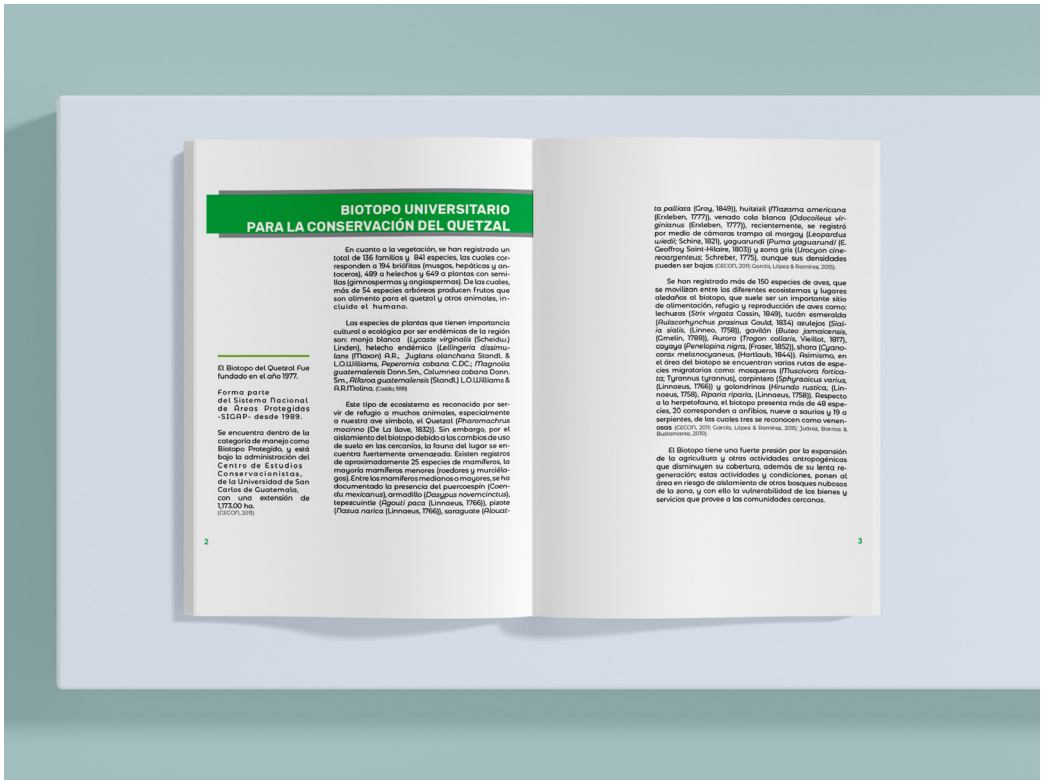 BIOTOPO UNIVERSITARIO
PARA LA CONSERVACIÓN DEL QUETZAL
El Biotopo del Quetzal Fue
fundado en el año 1977.
Forma parte
del Sistema Nacional
de Áreas Protegidas
-SIGAP- desde 1989.
Se encuentra dentro de la
categoría de manejo como
Biotopo Protegido, y está
bajo la administración del
Centro de Estudios
Conservacionistas,
de la Universidad de San
Carlos de Guatemala,
con una extensión de
1,173.00 ha.
(CECON, 2011)
En cuanto a la vegetación, se han registrado un
total de 136 familias y 841 especies, las cuales cor-
responden a 194 briófitas (musgos, hepáticas y an-
toceros), 489 a helechos y 649 a plantas con semi-
llas (gimnospermas y angiospermas). De las cuales,
más de 54 especies arbóreas producen frutos que
son alimento para el quetzal y otros animales, in-
cluido el humano.
Las especies de plantas que tienen importancia
cultural o ecológica por ser endémicas de la región
son: monja blanca (Lycaste virginalis (Scheidw.)
Linden), helecho endémico (Lellingeria dissimu-
lans (Maxon) A.R., Juglans olanchana Standl. &
L.O.Williams, Peperomia cobana C.DC.; Magnolia
guatemalensis Donn.Sm., Columnea cobana Donn.
Sm., Alfaroa guatemalensis (Standl.) L.O.Williams &
A.R.Molina. (Castillo, 1999)
Este tipo de ecosistema es reconocido por ser-
vir de refugio a muchos animales, especialmente
a nuestra ave símbolo, el Quetzal (Pharomachrus
mocinno (De La llave, 1832)). Sin embargo, por el
aislamiento del biotopo debido a los cambios de uso
de suelo en las cercanías, la fauna del lugar se en-
cuentra fuertemente amenazada. Existen registros
de aproximadamente 25 especies de mamíferos, la
mayoría mamíferos menores (roedores y murciéla-
gos). Entre los mamíferos medianos o mayores, se ha
documentado la presencia del puercoespín (Coen-
du mexicanus), armadillo (Dasypus novemcinctus),
tepezcuintle (Agouti paca (Linnaeus, 1766)), pizote
(Nasua narica (Linnaeus, 1766)), saraguate (Alouat-
2
ta palliata (Gray, 1849)), huitzizil (Mazama americana
(Erxleben, 1777)), venado cola blanca (Odocoileus vir-
ginianus (Erxleben, 1777)), recientemente, se registró
por medio de cámaras trampa al margay (Leopardus
wiedii; Schinz, 1821), yaguarundí (Puma yaguarundí (E.
Geoffroy Saint-Hilaire, 1803)) y zorra gris (Urocyon cine-
reoargenteus; Schreber, 1775), aunque sus densidades
pueden ser bajas (CECON, 2011; García, López & Ramírez, 2015).
Se han registrado más de 150 especies de aves, que
se movilizan entre los diferentes ecosistemas y lugares
aledaños al biotopo, que suele ser un importante sitio
de alimentación, refugio y reproducción de aves como:
lechuzas (Strix virgata Cassin, 1849), tucán esmeralda
(Aulacorhynchus prasinus Gould, 1834) azulejos (Sial-
ia sialis, (Linneo, 1758)), gavilán (Buteo jamaicensis,
(Gmelin, 1788)), Aurora (Trogon collaris, Vieillot, 1817),
cayaya (Penelopina nigra, (Fraser, 1852)), shara (Cyano-
corax melanocyaneus, (Hartlaub, 1844)). Asimismo, en
el área del biotopo se encuentran varias rutas de espe-
cies migratorias como: mosqueros (Muscivora fortica-
ta; Tyrannus tyrannus), carpintero (Sphyraoicus varius,
(Linnaeus, 1766)) y golondrinas (Hirundo rustica, (Lin-
noeus, 1758), Riparia riparia, (Linnaeus, 1758)). Respecto
a la herpetofauna, el biotopo presenta más de 48 espe-
cies, 20 corresponden a anfibios, nueve a saurios y 19 a
serpientes, de las cuales tres se reconocen como venen-
osas (CECON, 2011; García, López & Ramírez, 2015; Juárez, Barrios &
Bustamante, 2010).
El Biotopo tiene una fuerte presión por la expansión
de la agricultura y otras actividades antropogénicas
que disminuyen su cobertura, además de su lenta re-
generación; estas actividades y condiciones, ponen al
área en riesgo de aislamiento de otros bosques nubosos
de la zona, y con ello la vulnerabilidad de los bienes y
servicios que provee a las comunidades cercanas.
3